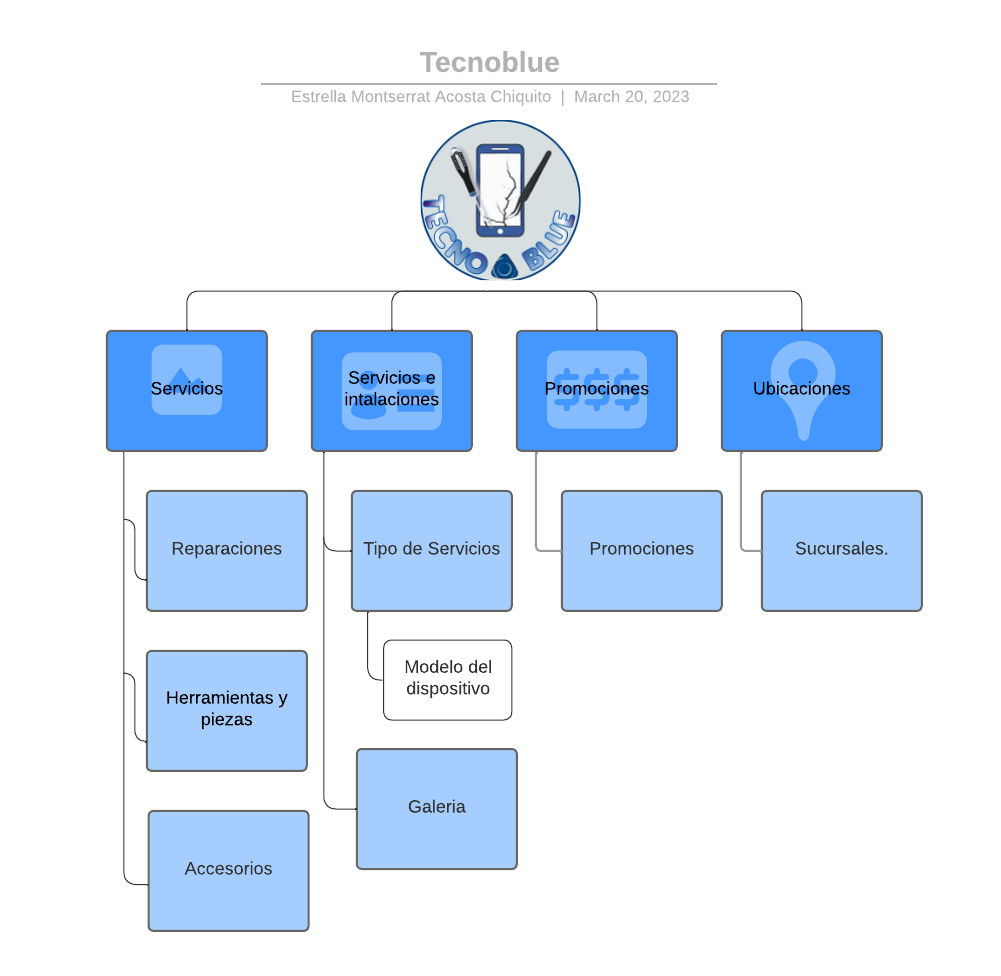 Tecnoblue
Estrella Montserrat Acosta Chiquito | March 20, 2023
TECNO BLUE
Servicios
Servicios e
intalaciones
$$$
Promociones
Ubicaciones
Reparaciones
Tipo de Servicios
Promociones
Sucursales.
Modelo del
dispositivo
Herramientas y
piezas
Galeria
Accesorios